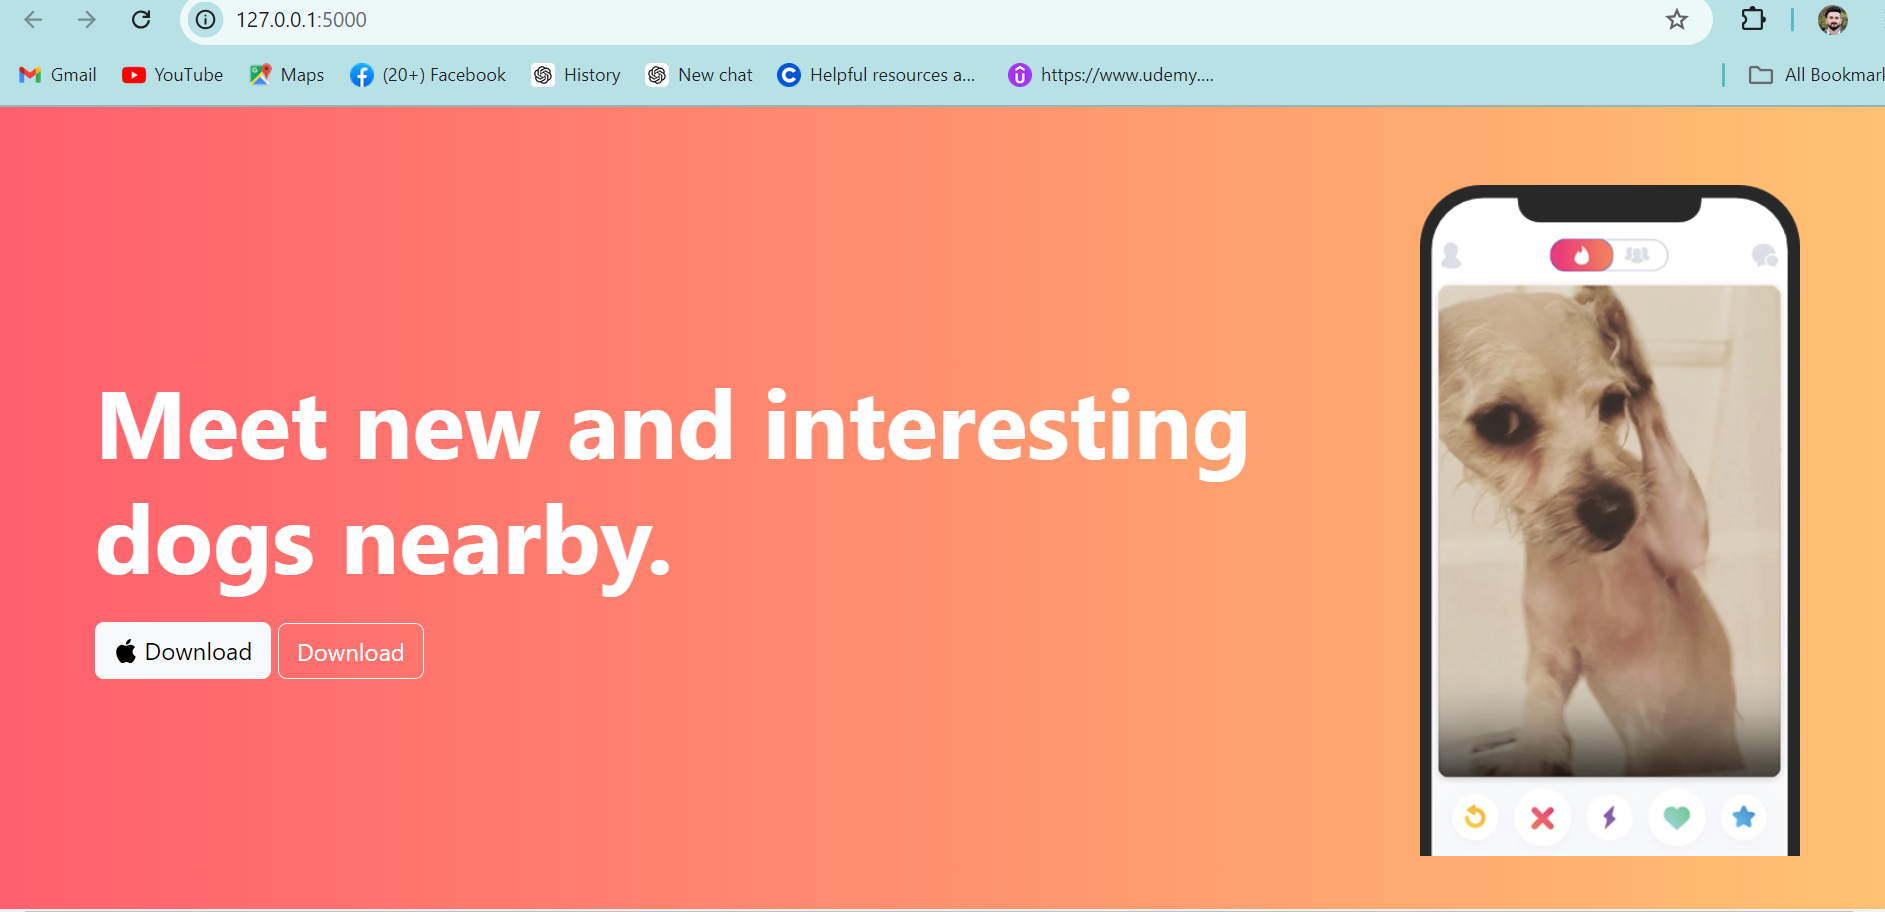 127.0.0.1:5000
Gmail YouTube Maps (20+) Facebook History New chat Helpful resources a... https://www.udemy.... All Bookmark
Meet new and interesting
dogs nearby.
Download Download